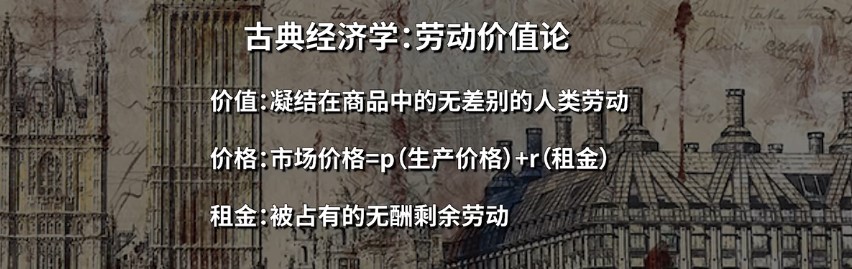 古典经济学：劳动价值论
价值：凝结在商品中的无差别的人类劳动
价格：市场价格=p（生产价格）+r（租金）
租金：被占有的无酬剩余劳动